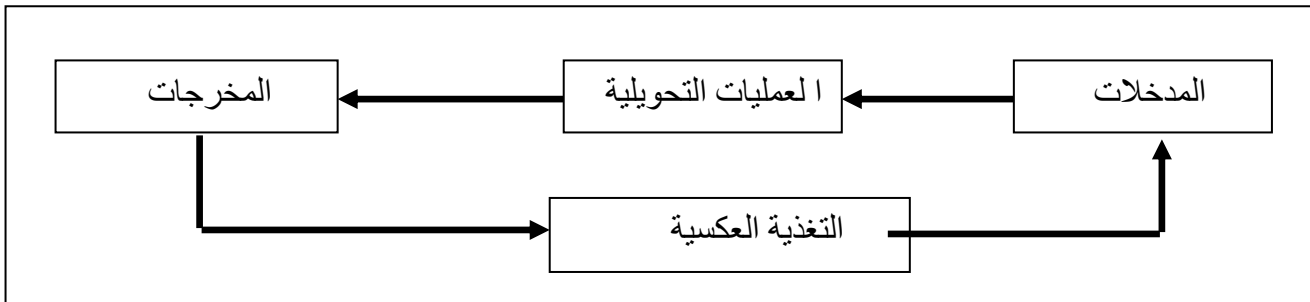 المدخلات
ا لعمليات التحويلية
المخرجات
التغذية العكسية